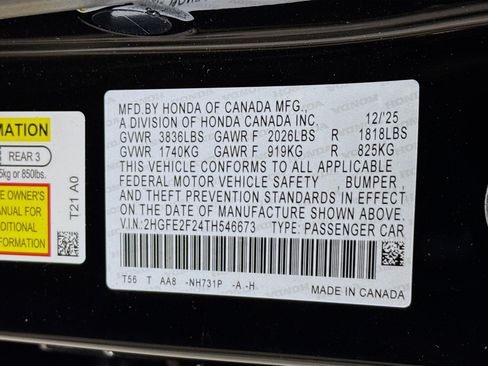 MATION
REAR 3
5kg or 850lbs.
E OWNER'S
ANUAL FOR
DDITIONAL
FORMATION
T21 A0
MFD.BY HONDA OF CANADA MFG.,
A DIVISION OF HONDA CANADA INC. 12/'25
GVWR 3836LBS GAWR F 2026LBS R 1818LBS
GVWR 1740KG GAWR F 919KG R 825KG
THIS VEHICLE CONFORMS TO ALL APPLICABLE
FEDERAL MOTOR VEHICLE SAFETY , BUMPER ,
AND THEFT PREVENTION STANDARDS IN EFFECT
ON THE DATE OF MANUFACTURE SHOWN ABOVE.
V.I.N:2HGFE2F24TH546673 TYPE: PASSENGER CAR
T56 T AA8 -NH731P -A -H
MADE IN CANADA